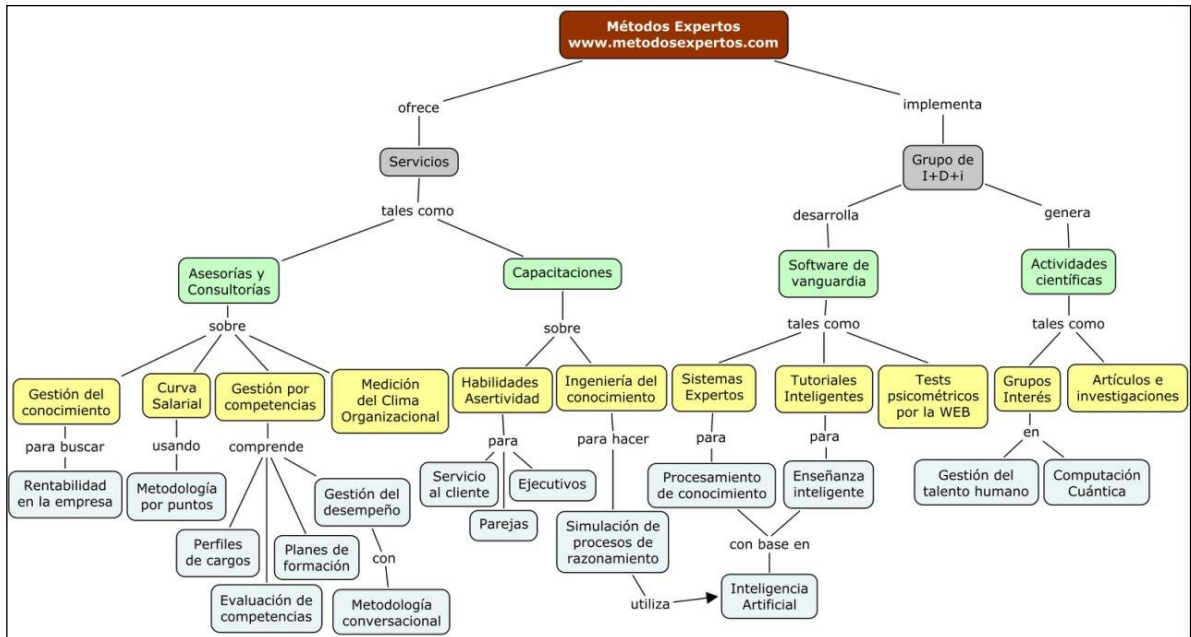 Métodos Expertos
www.metodosexpertos.com
ofrece
implementa
Servicios
Grupo de
I+D+i
tales como
desarrolla
genera
Asesorías y
Consultorías
Capacitaciones
Software de
vanguardia
Actividades
científicas
sobre
sobre
tales como
tales como
Gestión del
conocimiento
Curva
Salarial
Gestión por
competencias
Medición
del Clima
Organizacional
Habilidades
Asertividad
Ingeniería del
conocimiento
Sistemas
Expertos
Tutoriales
Inteligentes
Tests
psicométricos
por la WEB
Grupos
Interés
Artículos e
investigaciones
para buscar
usando
comprende
para
para hacer
para
para
en
Rentabilidad
en la empresa
Metodología
por puntos
Gestión del
desempeño
Servicio
al cliente
Ejecutivos
Procesamiento
de conocimiento
Enseñanza
inteligente
Gestión del
talento humano
Computación
Cuántica
Perfiles
de cargos
Planes de
formación
con
Parejas
Simulación de
procesos de
razonamiento
con base en
Evaluación de
competencias
Metodología
conversacional
utiliza
Inteligencia
Artificial